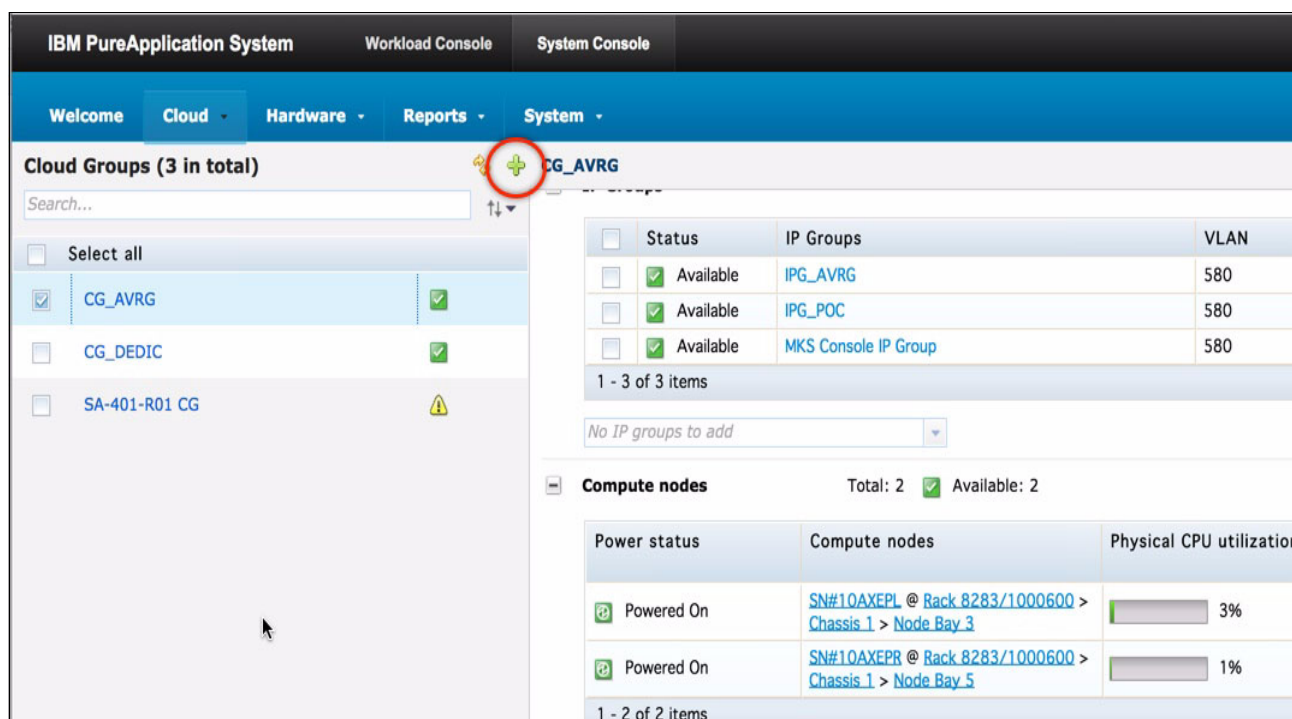 IBM PureApplication System Workload Console System Console
Welcome Cloud Hardware Reports System
Cloud Groups (3 in total)
Search...
Select all
CG_AVRG
CG_DEDIC
SA-401-R01 CG
CG_AVRG
IP Groups
Status IP Groups VLAN
Available IPG_AVRG 580
Available IPG_POC 580
Available MKS Console IP Group 580
1 - 3 of 3 items
No IP groups to add
Compute nodes Total: 2 Available: 2
Power status Compute nodes Physical CPU utilization
Powered On SN#10AXEPL @ Rack 8283/1000600 > 3%
Chassis 1 > Node Bay 3
Powered On SN#10AXEPR @ Rack 8283/1000600 > 1%
Chassis 1 > Node Bay 5
1 - 2 of 2 items